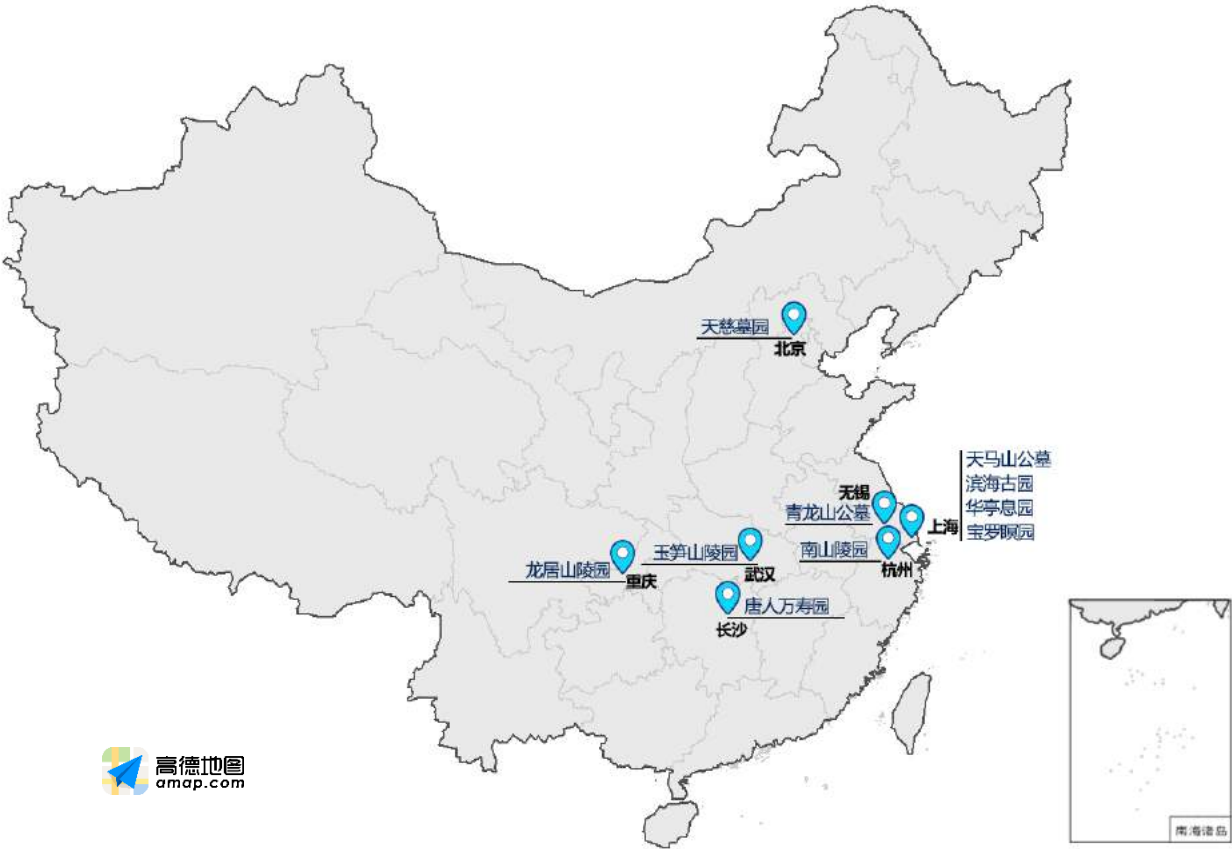 天慈墓园
北京
天马山公墓
滨海古园
华亭息园
宝罗暝园
上海
无锡
青龙山公墓
南山陵园
杭州
玉笋山陵园
武汉
龙居山陵园
重庆
唐人万寿园
长沙
高德地图
amap.com
南海诸岛